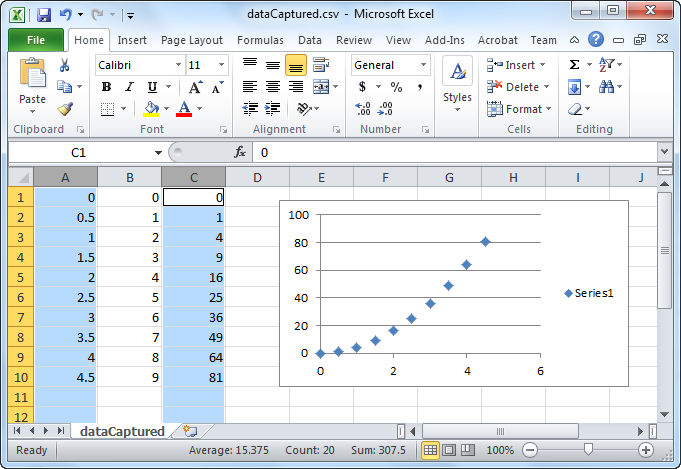 dataCaptured.csv - Microsoft Excel
File Home Insert Page Layout Formulas Data Review View Add-Ins Acrobat Team
Paste
Calibri 11
B I U A A
A
General
$ % ,
.0 .00
.00 .0
A
Styles
Insert
Delete
Format
Σ
Clipboard Font Alignment Number Cells Editing
C1 fx 0
A B C D E F G H I J
1 0 0 0
2 0.5 1 1
3 1 2 4
4 1.5 3 9
5 2 4 16
6 2.5 5 25
7 3 6 36
8 3.5 7 49
9 4 8 64
10 4.5 9 81
11
12
100
80
60
40
20
0
0 2 4 6
Series1
dataCaptured
Ready Average: 15.375 Count: 20 Sum: 307.5 100%